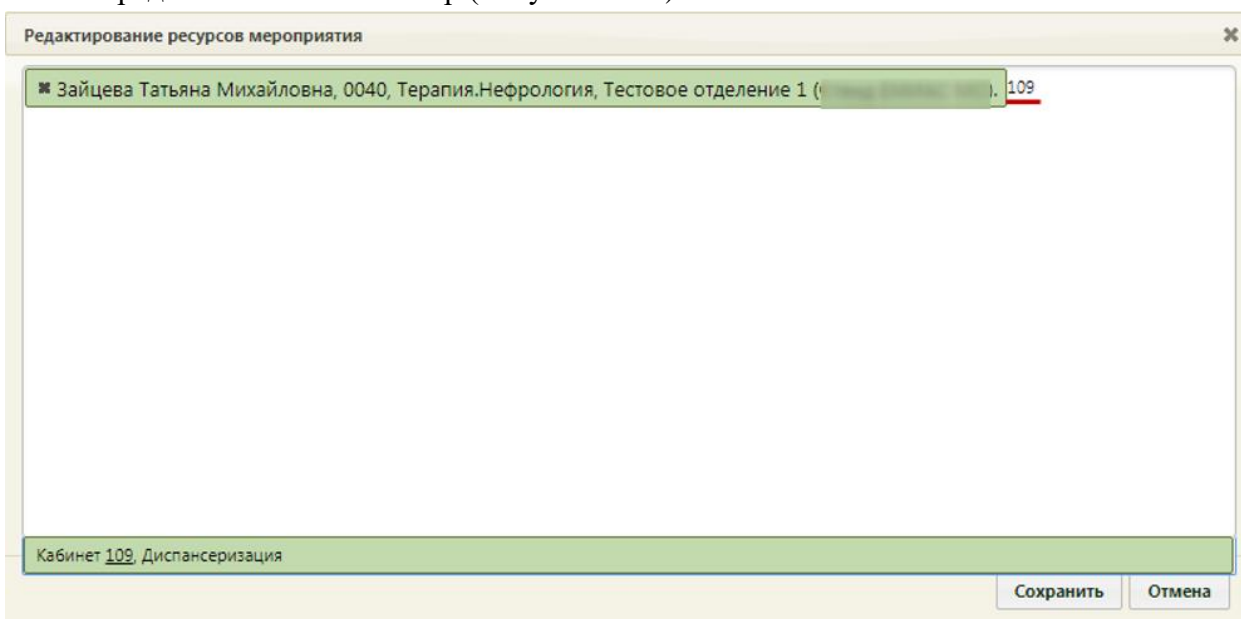 Редактирование ресурсов мероприятия
Зайцева Татьяна Михайловна, 0040, Терапия.Нефрология, Тестовое отделение 1 ( ). 109
Кабинет 109, Диспансеризация
Сохранить Отмена